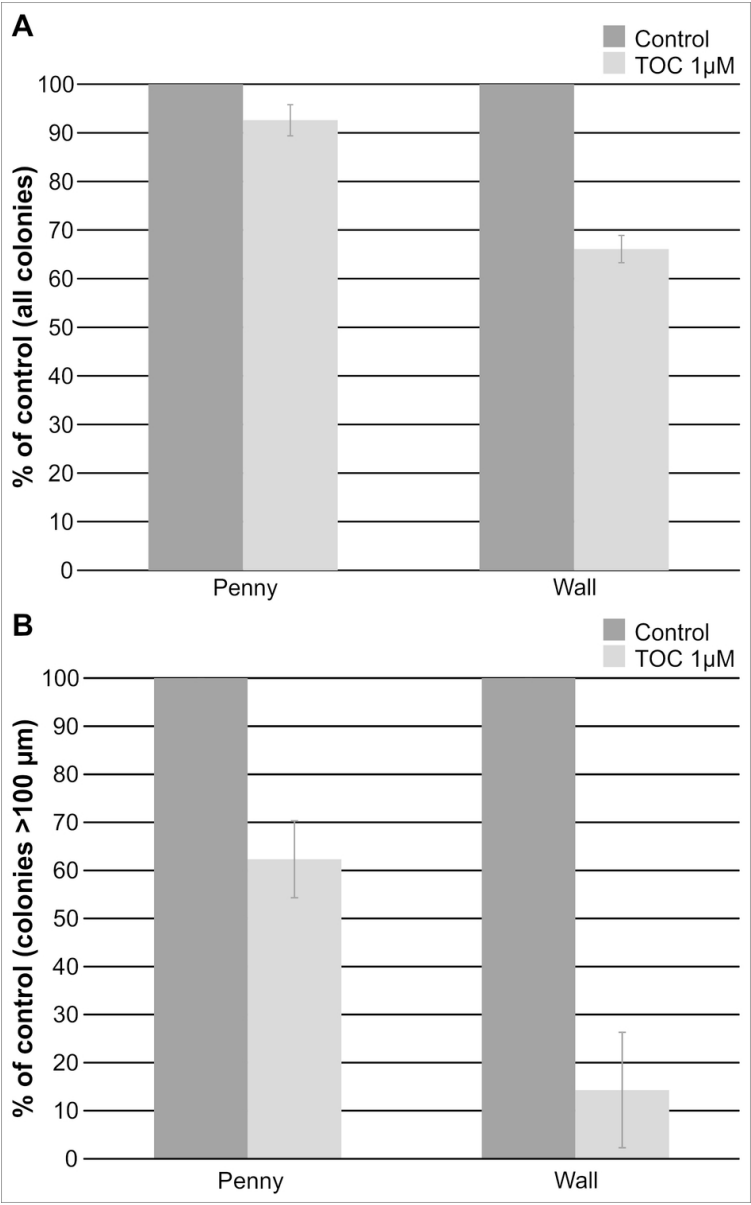 A
Control
TOC 1µM
% of control (all colonies)
100
90
80
70
60
50
40
30
20
10
0
Penny Wall
B
Control
TOC 1µM
% of control (colonies >100 µm)
100
90
80
70
60
50
40
30
20
10
0
Penny Wall